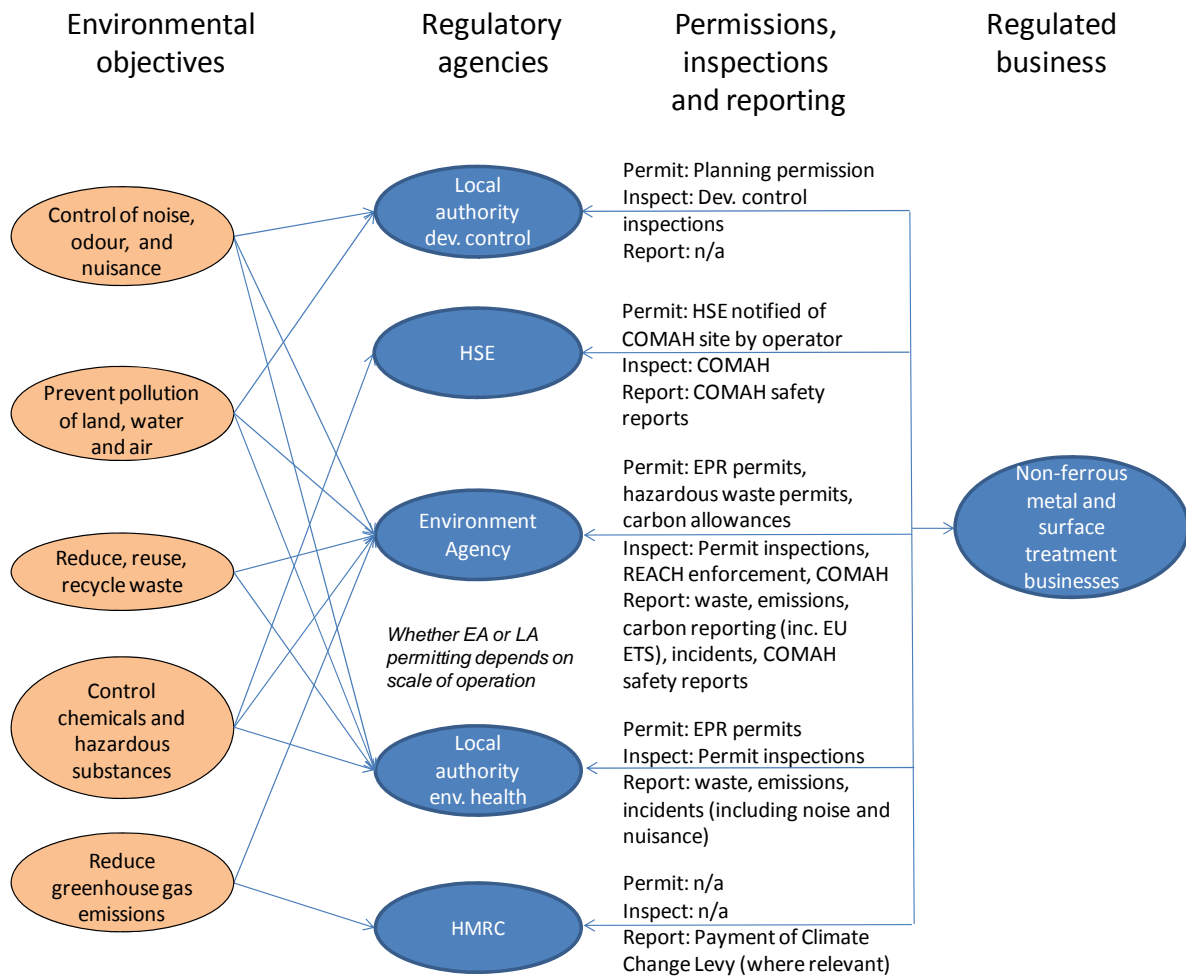 Environmental
objectives
Regulatory
agencies
Permissions,
inspections
and reporting
Regulated
business
Control of noise,
odour, and
nuisance
Prevent pollution
of land, water
and air
Reduce, reuse,
recycle waste
Control
chemicals and
hazardous
substances
Reduce
greenhouse gas
emissions
Local
authority
dev. control
HSE
Environment
Agency
Whether EA or LA
permitting depends on
scale of operation
Local
authority
env. health
HMRC
Permit: Planning permission
Inspect: Dev. control
inspections
Report: n/a
Permit: HSE notified of
COMAH site by operator
Inspect: COMAH
Report: COMAH safety
reports
Permit: EPR permits,
hazardous waste permits,
carbon allowances
Inspect: Permit inspections,
REACH enforcement, COMAH
Report: waste, emissions,
carbon reporting (inc. EU
ETS), incidents, COMAH
safety reports
Permit: EPR permits
Inspect: Permit inspections
Report: waste, emissions,
incidents (including noise and
nuisance)
Permit: n/a
Inspect: n/a
Report: Payment of Climate
Change Levy (where relevant)
Non-ferrous
metal and
surface
treatment
businesses